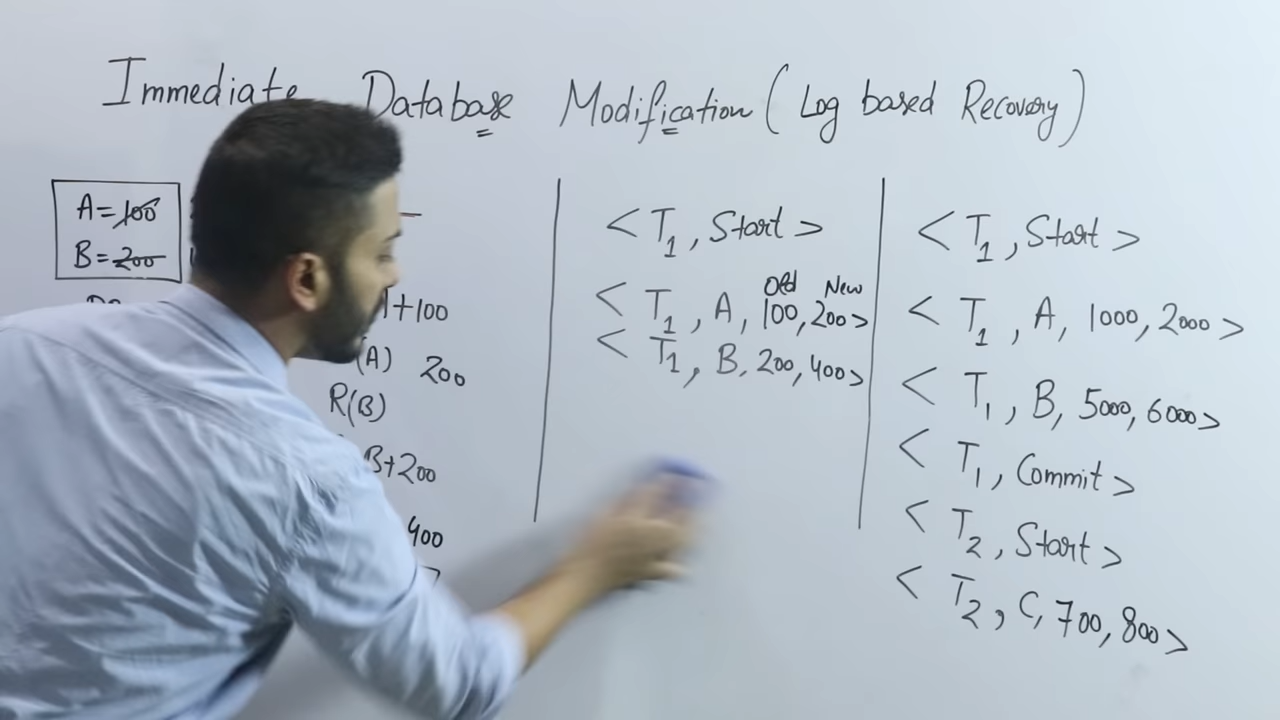 Immediate Database Modification (Log based Recovery)
A=100
B=200
+100
(A) 200
R(B)
B+200
400
<T1, Start>
Old New
<T1, A, 100, 200>
<T1, B, 200, 400>
<T1, Start>
<T1, A, 1000, 2000>
<T1, B, 5000, 6000>
<T1, Commit>
<T2, Start>
<T2, C, 700, 800>